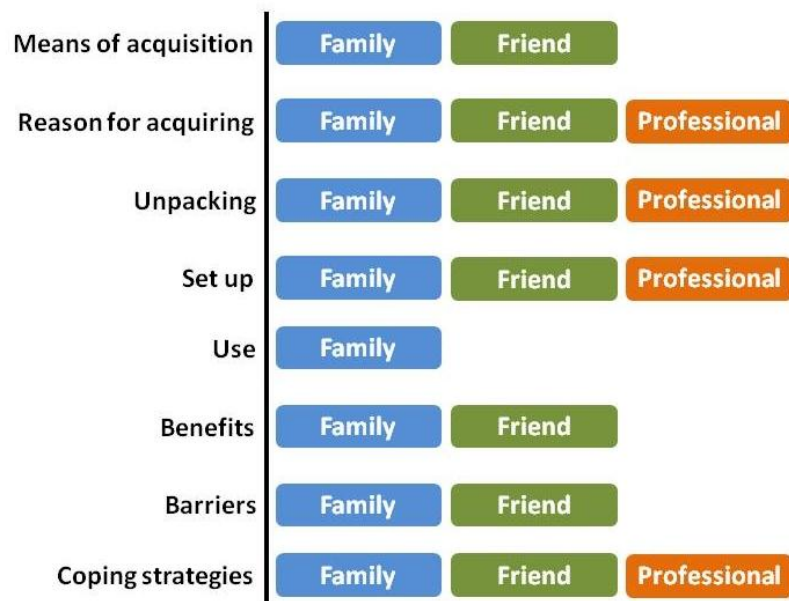 Means of acquisition Family Friend
Reason for acquiring Family Friend Professional
Unpacking Family Friend Professional
Set up Family Friend Professional
Use Family
Benefits Family Friend
Barriers Family Friend
Coping strategies Family Friend Professional